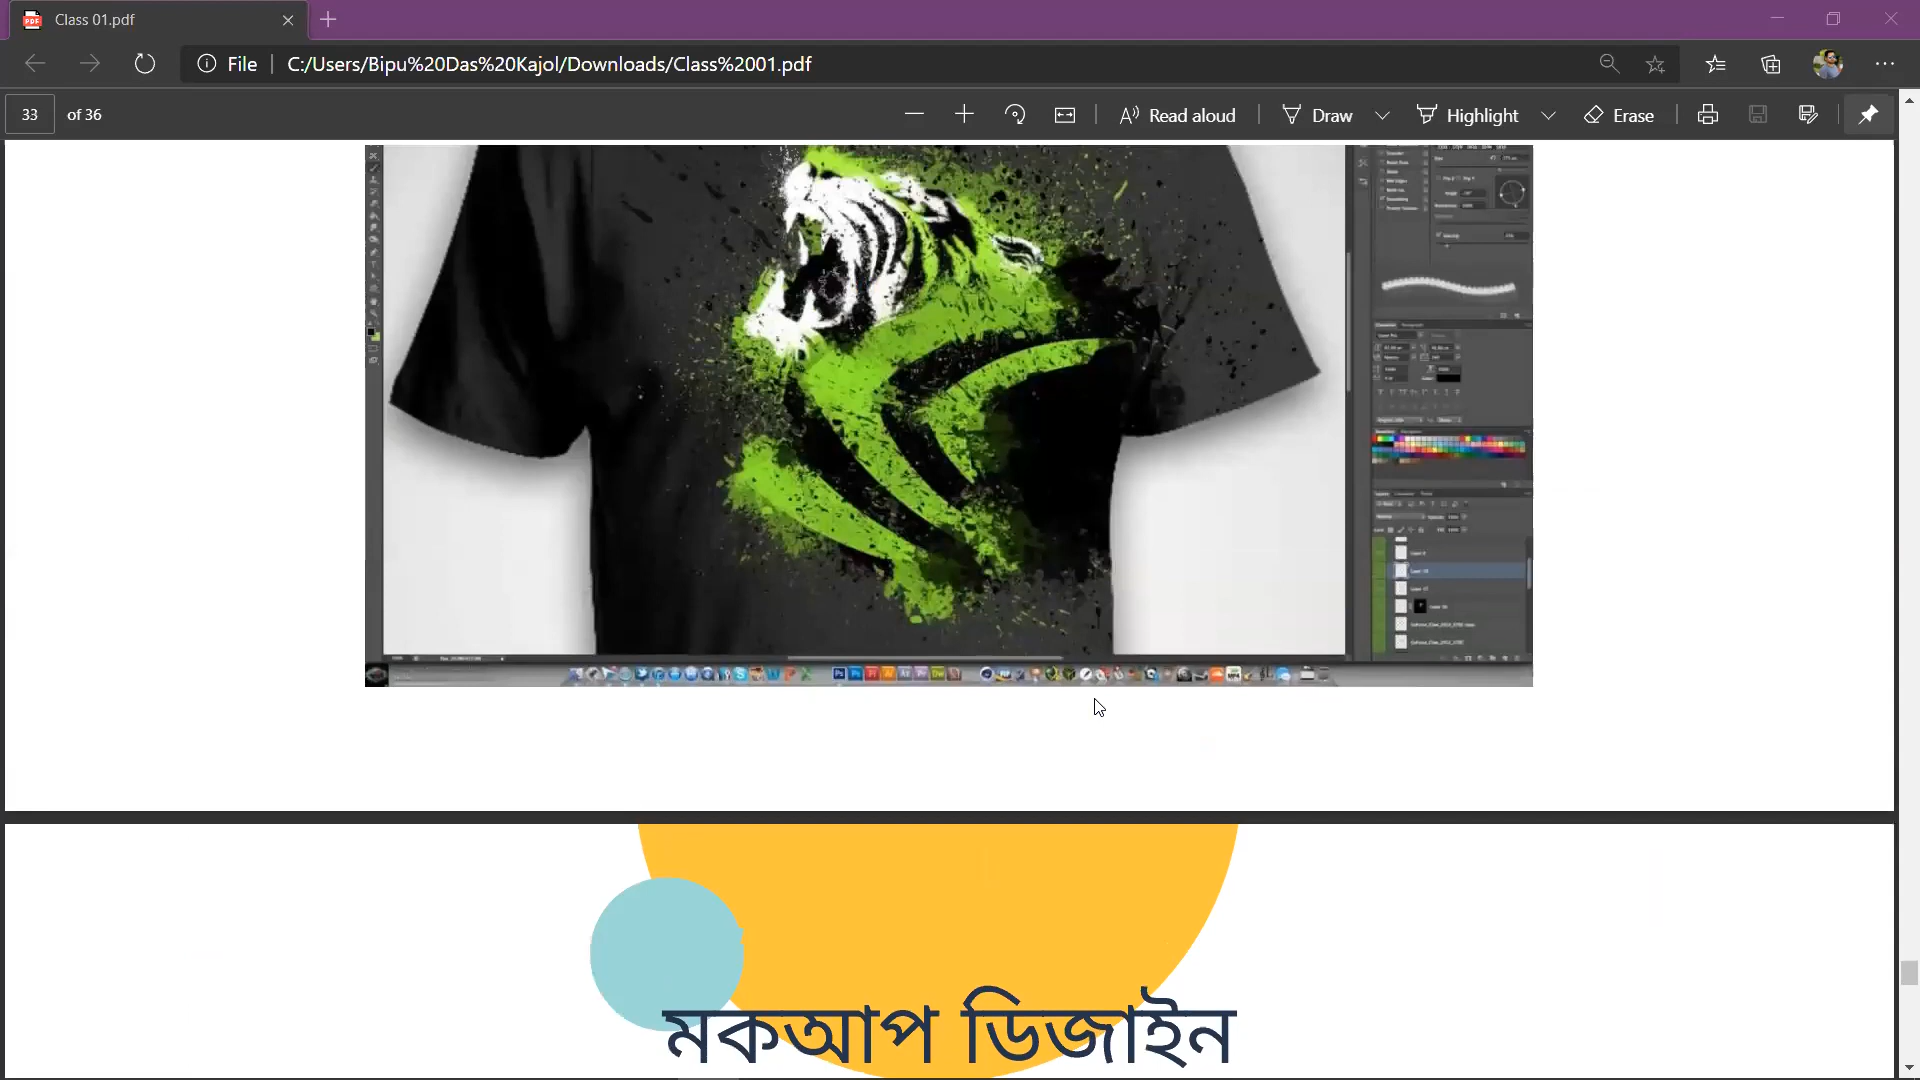 Class 01.pdf
File
C:/Users/Bipu%20Das%20Kajol/Downloads/Class%2001.pdf
33 of 36
Read aloud
Draw
Highlight
Erase
মকআপ ডিজাইন